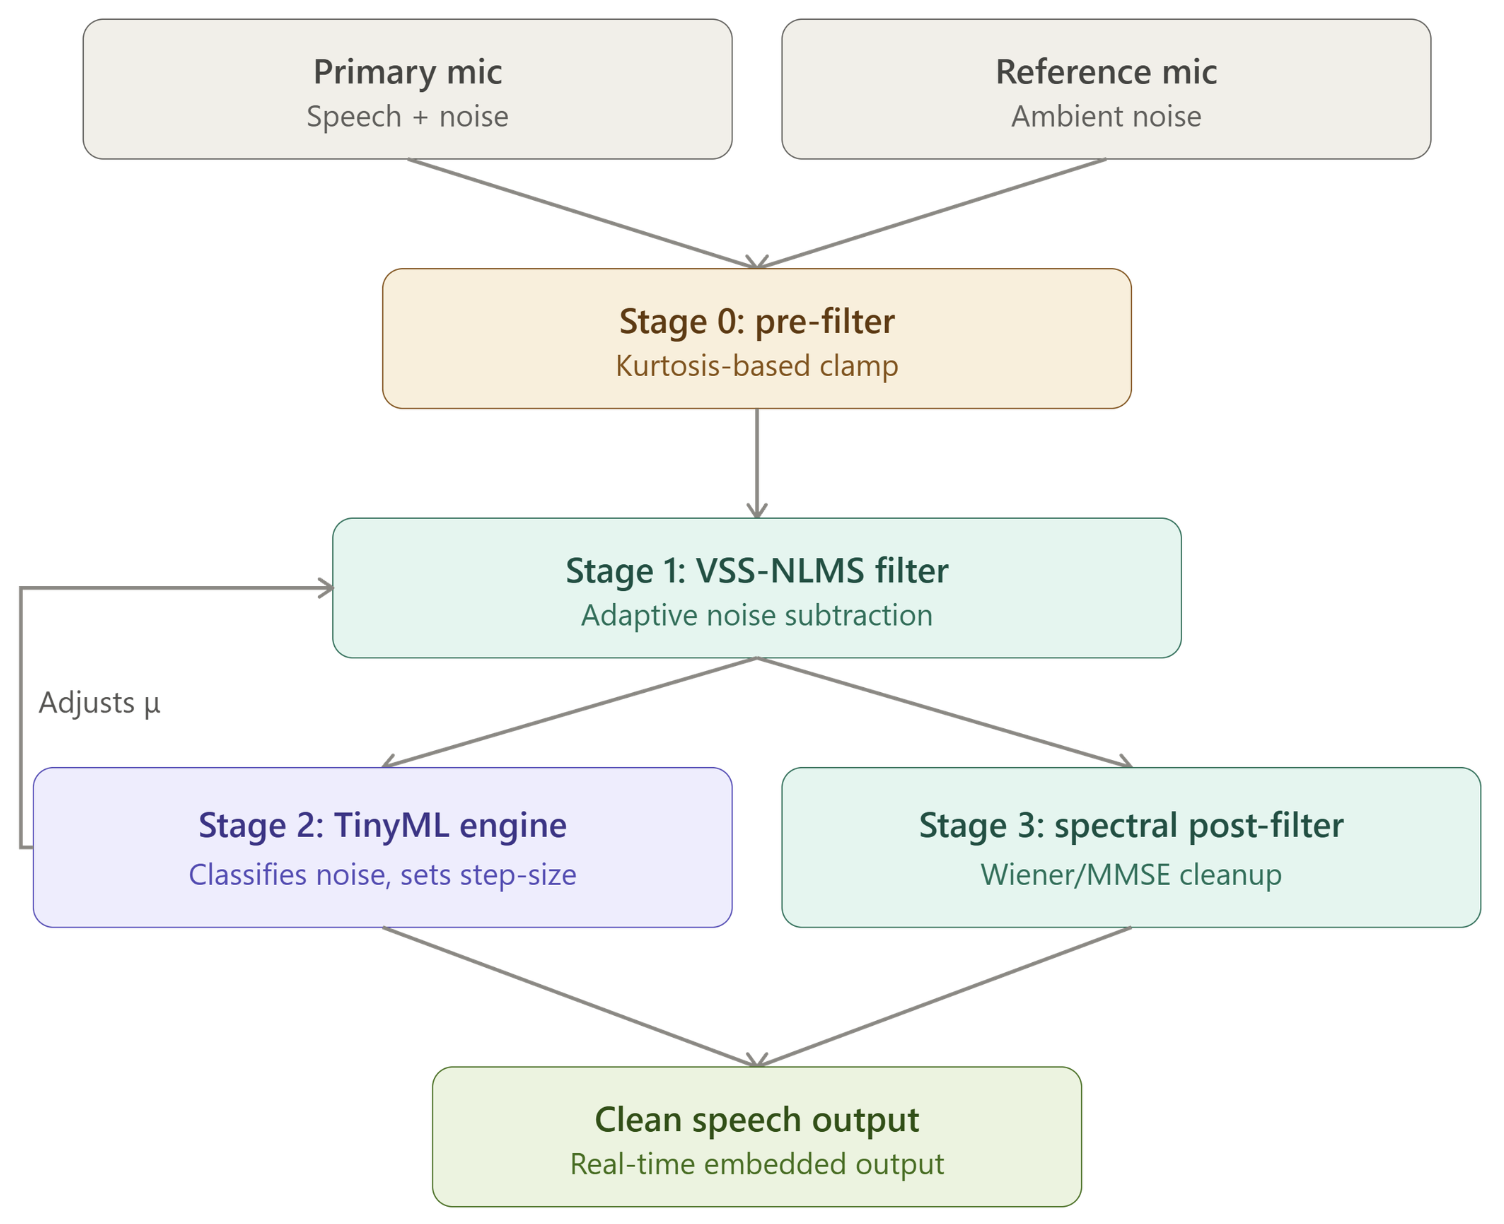 Primary mic
Speech + noise
Reference mic
Ambient noise
Stage 0: pre-filter
Kurtosis-based clamp
Stage 1: VSS-NLMS filter
Adaptive noise subtraction
Adjusts μ
Stage 2: TinyML engine
Classifies noise, sets step-size
Stage 3: spectral post-filter
Wiener/MMSE cleanup
Clean speech output
Real-time embedded output